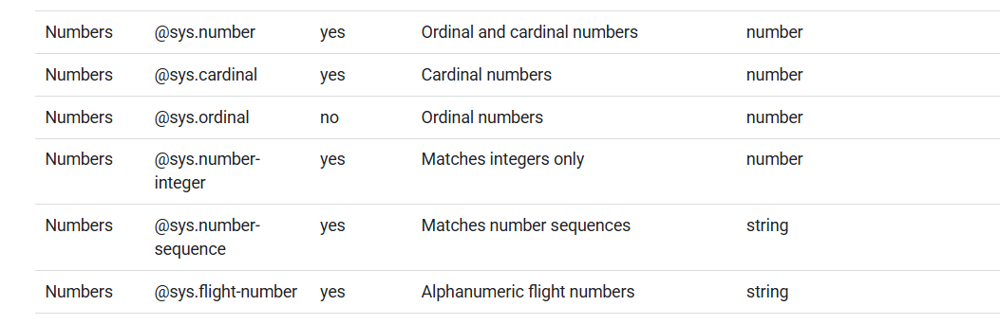 Numbers @sys.number yes Ordinal and cardinal numbers number
Numbers @sys.cardinal yes Cardinal numbers number
Numbers @sys.ordinal no Ordinal numbers number
Numbers @sys.number- yes Matches integers only number
integer
Numbers @sys.number- yes Matches number sequences string
sequence
Numbers @sys.flight-number yes Alphanumeric flight numbers string